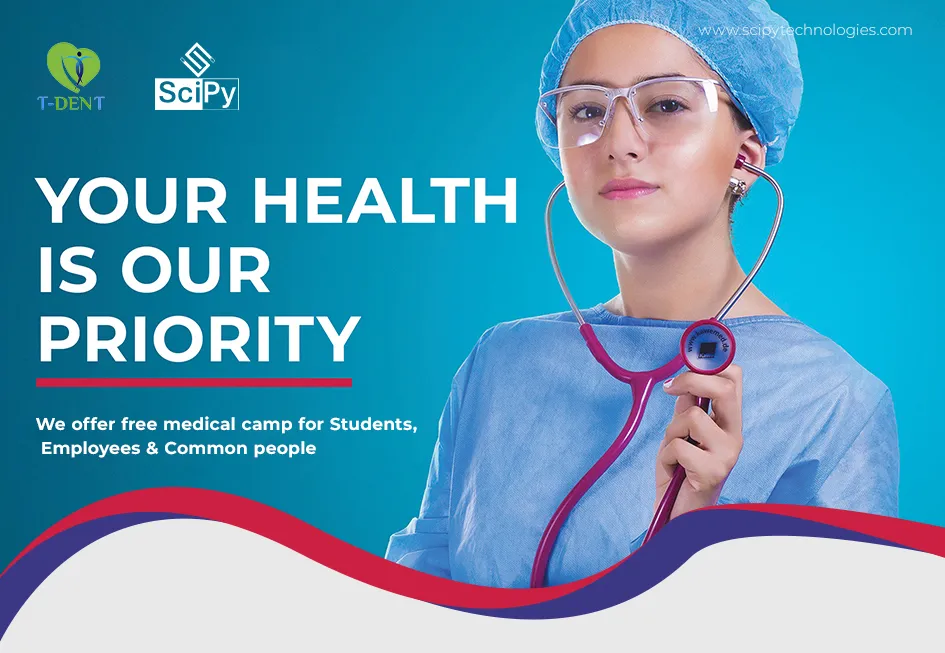 www.scipytechnologies.com
T-DENT
SciPy
YOUR HEALTH
IS OUR
PRIORITY
We offer free medical camp for Students,
Employees & Common people